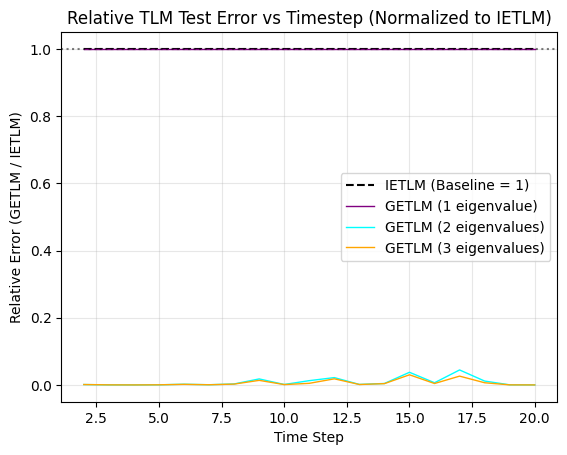 Relative TLM Test Error vs Timestep (Normalized to IETLM)
1.0
0.8
0.6
0.4
0.2
0.0
Relative Error (GETLM / IETLM)
IETLM (Baseline = 1)
GETLM (1 eigenvalue)
GETLM (2 eigenvalues)
GETLM (3 eigenvalues)
2.5 5.0 7.5 10.0 12.5 15.0 17.5 20.0
Time Step